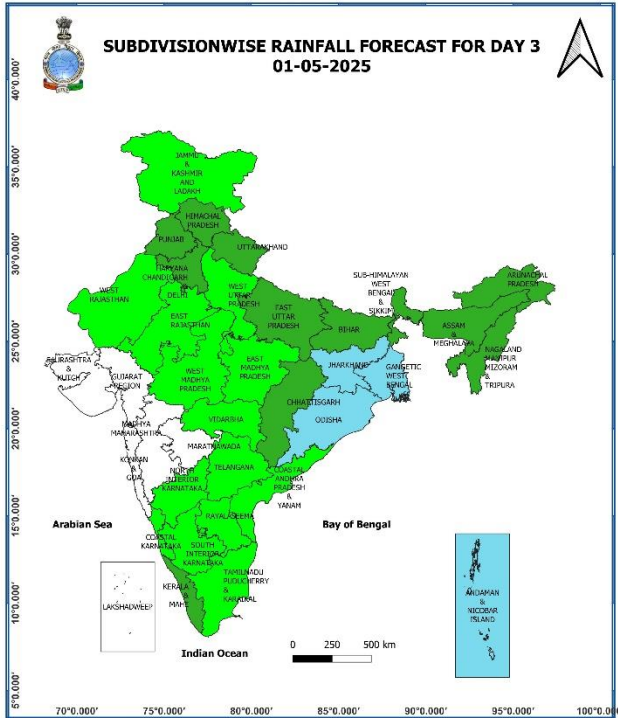 SUBDIVISIONWISE RAINFALL FORECAST FOR DAY 3
01-05-2025
40°0.000'
35°0.000'
30°0.000'
25°0.000'
20°0.000'
15°0.000'
10°0.000'
5°0.000'
JAMMU
&
KASHMIR
AND
LADAKH
HIMACHAL
PRADESH
PUNJAB
UTTARAKHAND
HARYANA
CHANDIGARH
DELHI
WEST
RAJASTHAN
WEST
UTTAR
PRADESH
EAST
RAJASTHAN
EAST
UTTAR
PRADESH
BIHAR
SUB-HIMALAYAN
WEST
BENGAL
&
SIKKIM
ARUNACHAL
PRADESH
ASSAM
&
MEGHALAYA
NAGALAND
MANIPUR
MIZORAM
&
TRIPURA
SAURASHTRA
&
KUTCH
GUJARAT
REGION
WEST
MADHYA
PRADESH
EAST
MADHYA
PRADESH
JHARKHAND
GANGETIC
WEST
BENGAL
CHHATTISGARH
ODISHA
VIDARBHA
MADHYA
MAHARASHTRA
MARATHWADA
KONKAN
&
GOA
NORTH
INTERIOR
KARNATAKA
TELANGANA
COASTAL
ANDHRA
PRADESH
&
YANAM
RAYALASEEMA
Arabian Sea
Bay of Bengal
COASTAL
KARNATAKA
SOUTH
INTERIOR
KARNATAKA
TAMILNADU
PUDUCHERRY
&
KARAIKAL
KERALA
&
MAHE
LAKSHADWEEP
ANDAMAN
&
NICOBAR
ISLAND
Indian Ocean
0 250 500 km
70°0.000' 75°0.000' 80°0.000' 85°0.000' 90°0.000' 95°0.000' 100°0.000'